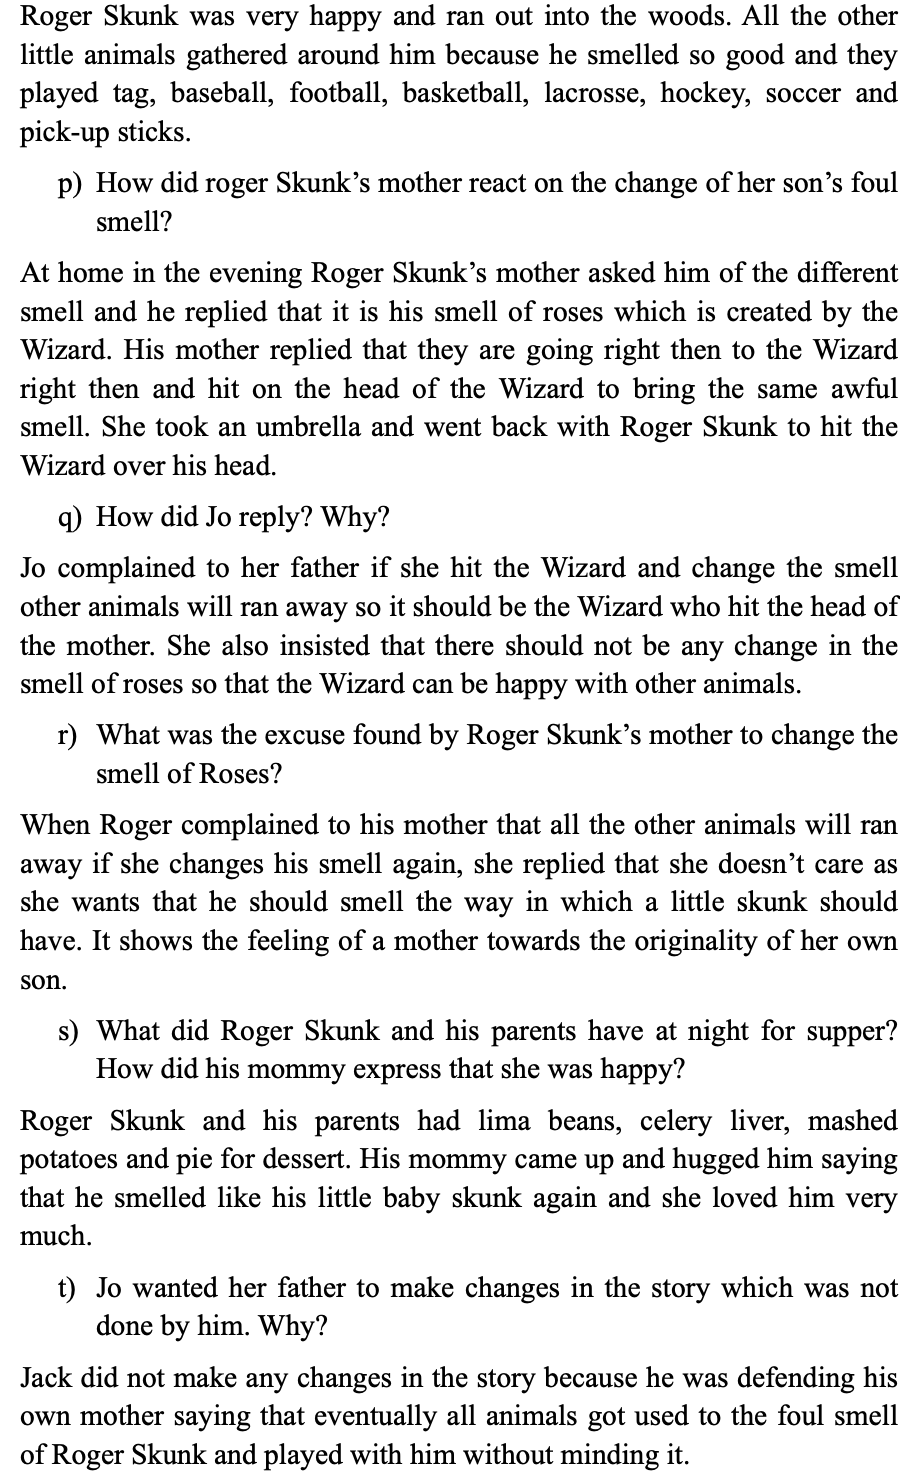 Roger Skunk was very happy and ran out into the woods. All the other
little animals gathered around him because he smelled so good and they
played tag, baseball, football, basketball, lacrosse, hockey, soccer and
pick-up sticks.
p) How did roger Skunk’s mother react on the change of her son’s foul
smell?
At home in the evening Roger Skunk’s mother asked him of the different
smell and he replied that it is his smell of roses which is created by the
Wizard. His mother replied that they are going right then to the Wizard
right then and hit on the head of the Wizard to bring the same awful
smell. She took an umbrella and went back with Roger Skunk to hit the
Wizard over his head.
q) How did Jo reply? Why?
Jo complained to her father if she hit the Wizard and change the smell
other animals will ran away so it should be the Wizard who hit the head of
the mother. She also insisted that there should not be any change in the
smell of roses so that the Wizard can be happy with other animals.
r) What was the excuse found by Roger Skunk’s mother to change the
smell of Roses?
When Roger complained to his mother that all the other animals will ran
away if she changes his smell again, she replied that she doesn’t care as
she wants that he should smell the way in which a little skunk should
have. It shows the feeling of a mother towards the originality of her own
son.
s) What did Roger Skunk and his parents have at night for supper?
How did his mommy express that she was happy?
Roger Skunk and his parents had lima beans, celery liver, mashed
potatoes and pie for dessert. His mommy came up and hugged him saying
that he smelled like his little baby skunk again and she loved him very
much.
t) Jo wanted her father to make changes in the story which was not
done by him. Why?
Jack did not make any changes in the story because he was defending his
own mother saying that eventually all animals got used to the foul smell
of Roger Skunk and played with him without minding it.